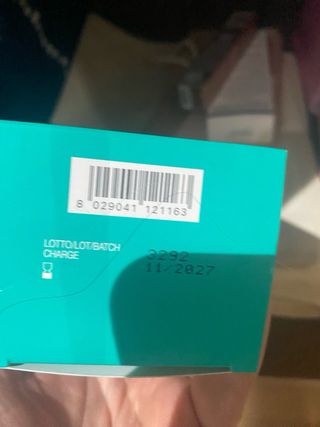 8 029041 121163
LOTTO/LOT/BATCH
CHARGE
3292
11/2027